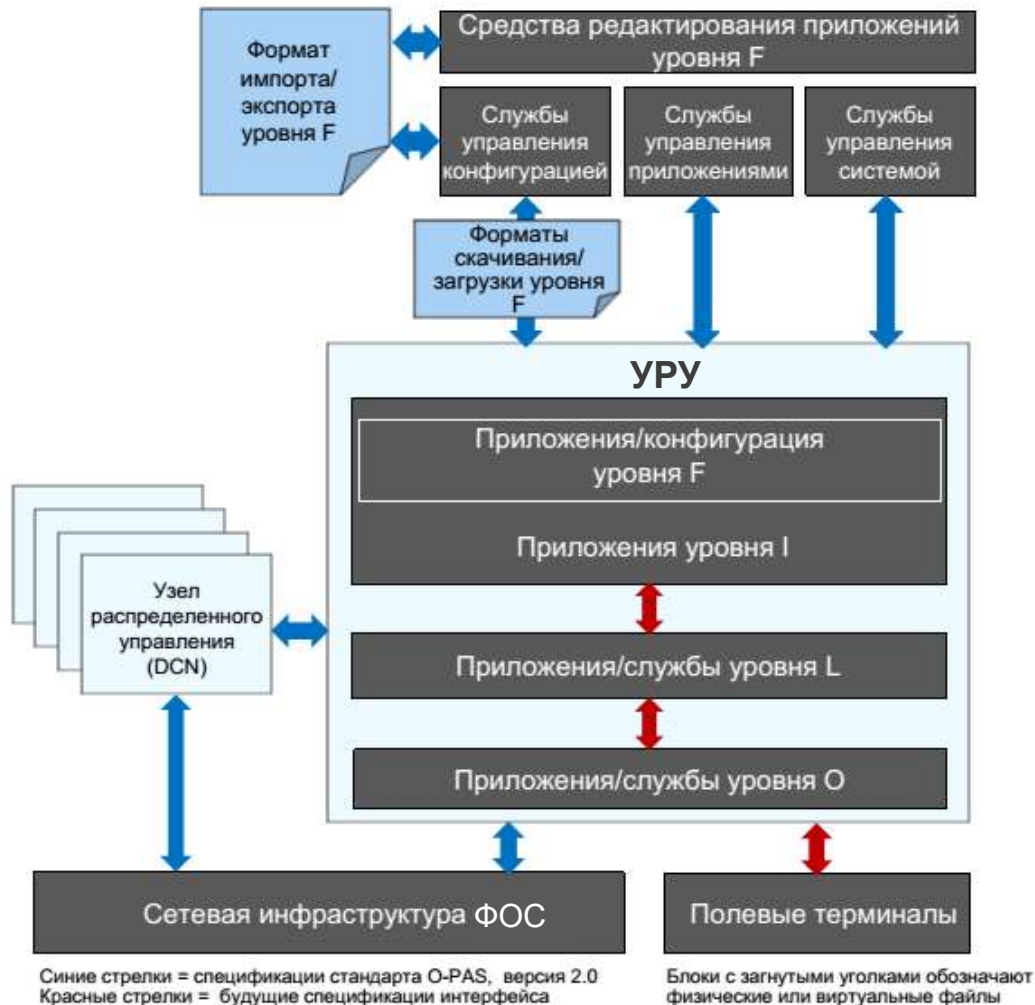 Формат
импорта/
экспорта
уровня F
Средства редактирования приложений
уровня F
Службы
управления
конфигурацией
Службы
управления
приложениями
Службы
управления
системой
Форматы
скачивания/
загрузки уровня
F
УРУ
Приложения/конфигурация
уровня F
Приложения уровня I
Узел
распределенного
управления
(DCN)
Приложения/службы уровня L
Приложения/службы уровня O
Сетевая инфраструктура ФОС
Полевые терминалы
Синие стрелки = спецификации стандарта O-PAS, версия 2.0
Красные стрелки = будущие спецификации интерфейса
Блоки с загнутыми уголками обозначают
физические или виртуальные файлы